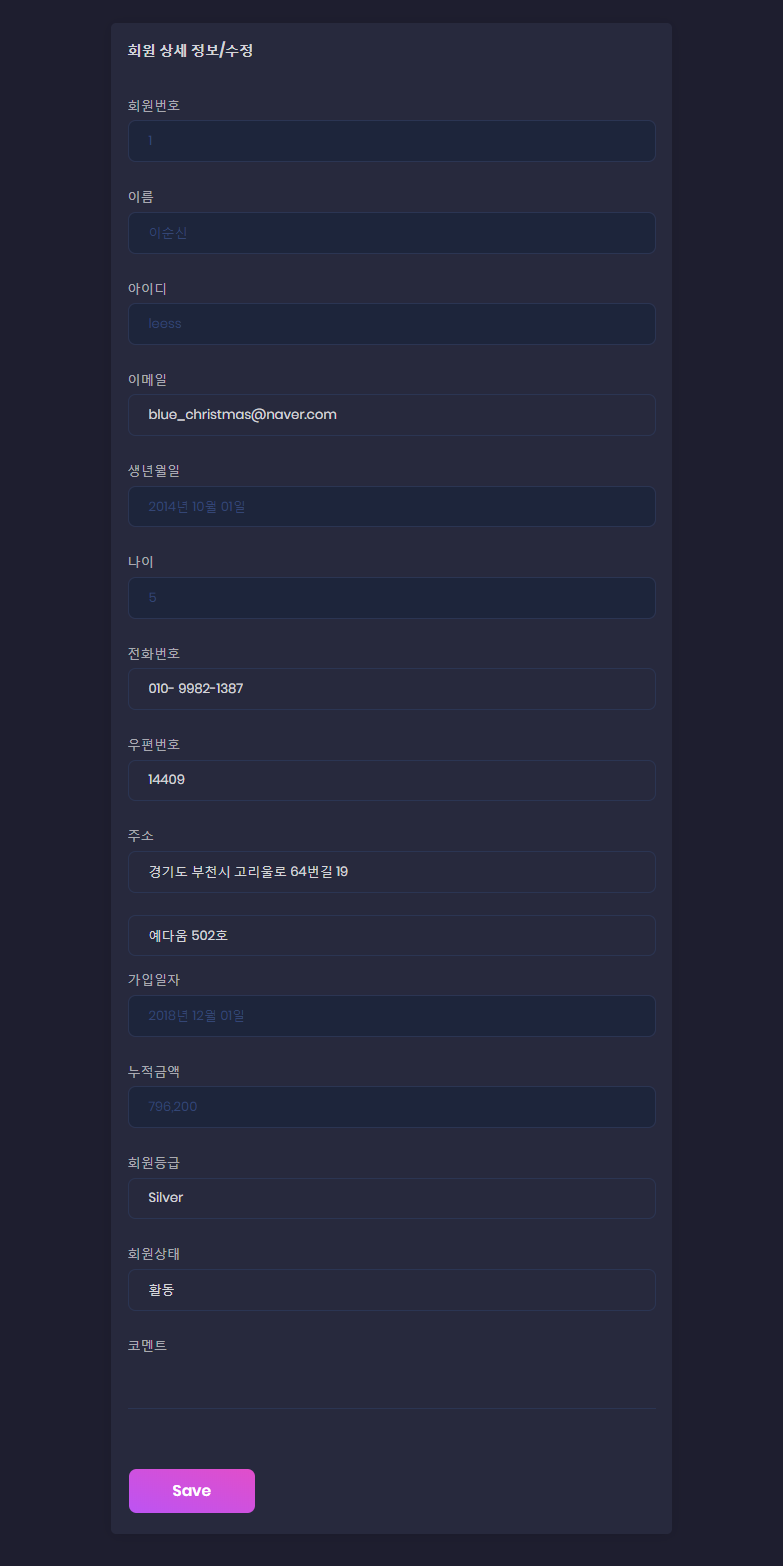 회원 상세 정보/수정
회원번호
1
이름
이순신
아이디
leess
이메일
blue_christmas@naver.com
생년월일
2014년 10월 01일
나이
5
전화번호
010- 9982-1387
우편번호
14409
주소
경기도 부천시 고리울로 64번길 19
예다움 502호
가입일자
2018년 12월 01일
누적금액
796,200
회원등급
Silver
회원상태
활동
코멘트
Save